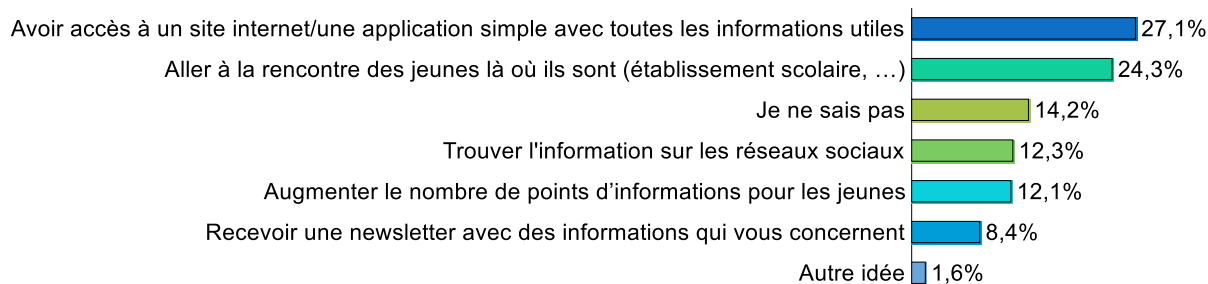 Avoir accès à un site internet/une application simple avec toutes les informations utiles 27,1%
Aller à la rencontre des jeunes là où ils sont (établissement scolaire, …) 24,3%
Je ne sais pas 14,2%
Trouver l'information sur les réseaux sociaux 12,3%
Augmenter le nombre de points d’informations pour les jeunes 12,1%
Recevoir une newsletter avec des informations qui vous concernent 8,4%
Autre idée 1,6%